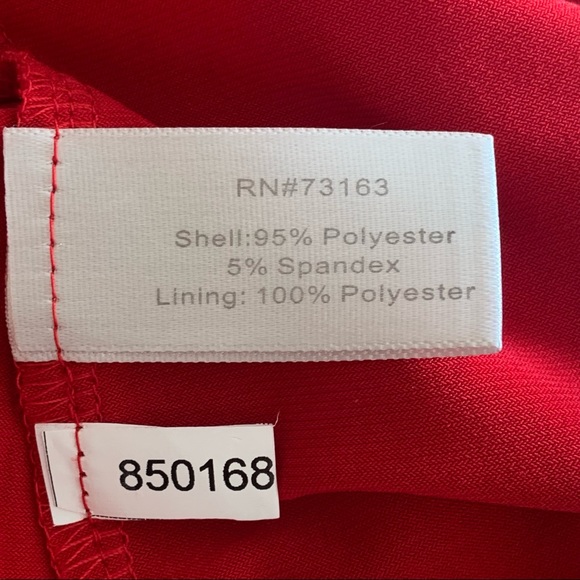 RN#73163
Shell:95% Polyester
5% Spandex
Lining: 100% Polyester
850168